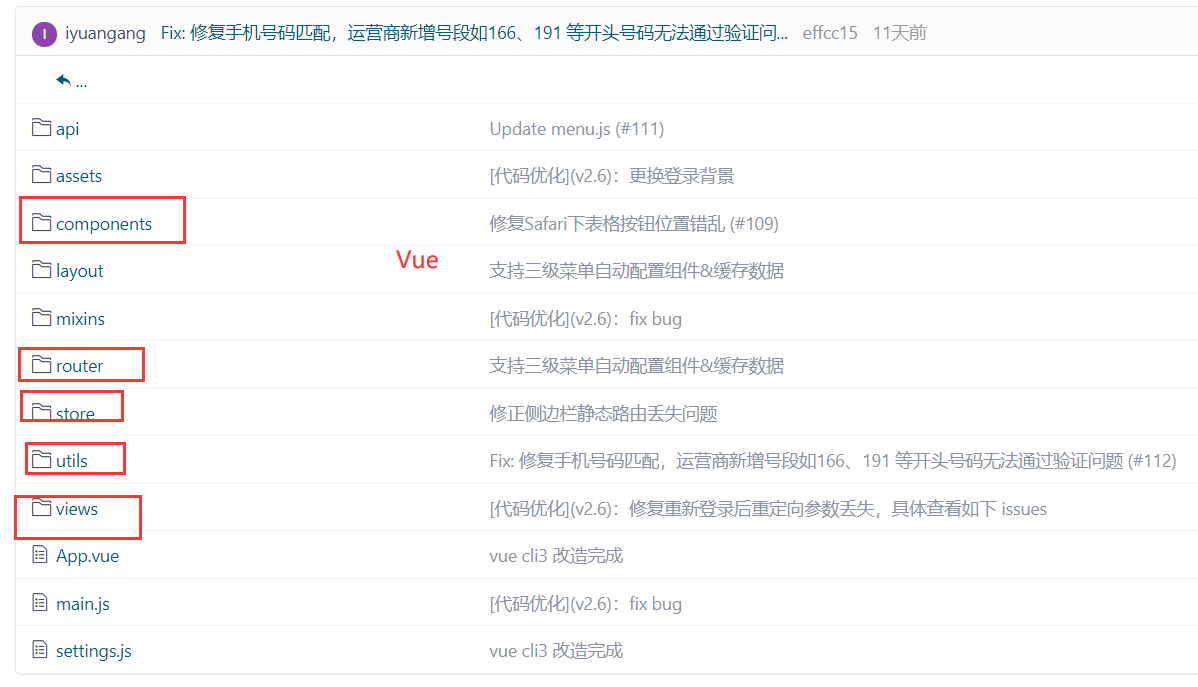 I iyuangang Fix: 修复手机号码匹配，运营商新增号段如166、191 等开头号码无法通过验证问... effcc15 11天前
...
api Update menu.js (#111)
assets [代码优化](v2.6)：更换登录背景
components 修复Safari下表格按钮位置错乱 (#109)
Vue
layout 支持三级菜单自动配置组件&缓存数据
mixins [代码优化](v2.6)：fix bug
router 支持三级菜单自动配置组件&缓存数据
store 修正侧边栏静态路由丢失问题
utils Fix: 修复手机号码匹配，运营商新增号段如166、191 等开头号码无法通过验证问题 (#112)
views [代码优化](v2.6)：修复重新登录后重定向参数丢失，具体查看如下 issues
App.vue vue cli3 改造完成
main.js [代码优化](v2.6)：fix bug
settings.js vue cli3 改造完成